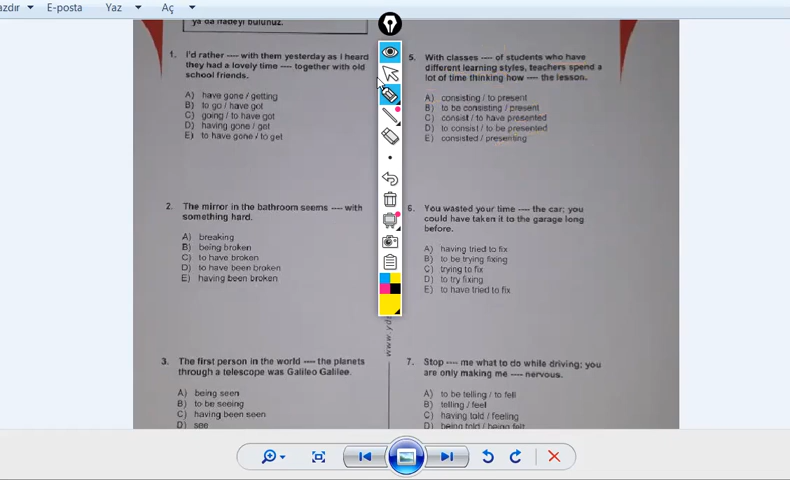 zdır
E-posta
Yaz
Aç
ya da ifadeyi bulunuz.
1. I'd rather ---- with them yesterday as I heard
they had a lovely time ---- together with old
school friends.
A) have gone / getting
B) to go / have got
C) going / to have got
D) having gone / get
E) to have gone / to get
2. The mirror in the bathroom seems ---- with
something hard.
A) breaking
B) being broken
C) to have broken
D) to have been broken
E) having been broken
3. The first person in the world ---- the planets
through a telescope was Galileo Galilee.
A) being seen
B) to be seeing
C) having been seen
D) see
www.yds
5. With classes ---- of students who have
different learning styles, teachers spend a
lot of time thinking how ---- the lesson.
A) consisting / to present
B) to be consisting / present
C) consist / to have presented
D) to consist / to be presented
E) consisted / presenting
6. You wasted your time ---- the car; you
could have taken it to the garage long
before.
A) having tried to fix
B) to be trying fixing
C) trying to fix
D) to try fixing
E) to have tried to fix
7. Stop ---- me what to do while driving; you
are only making me ---- nervous.
A) to be telling / to fell
B) telling / feel
C) having told / feeling
D) being told / being felt